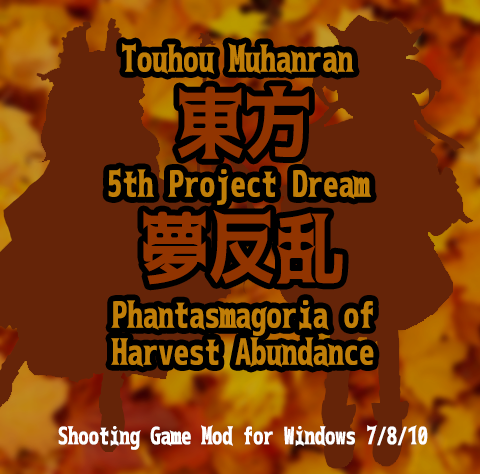 Touhou Muhanran
東方
5th Project Dream
夢反乱
Phantasmagoria of
Harvest Abundance
Shooting Game Mod for Windows 7/8/10